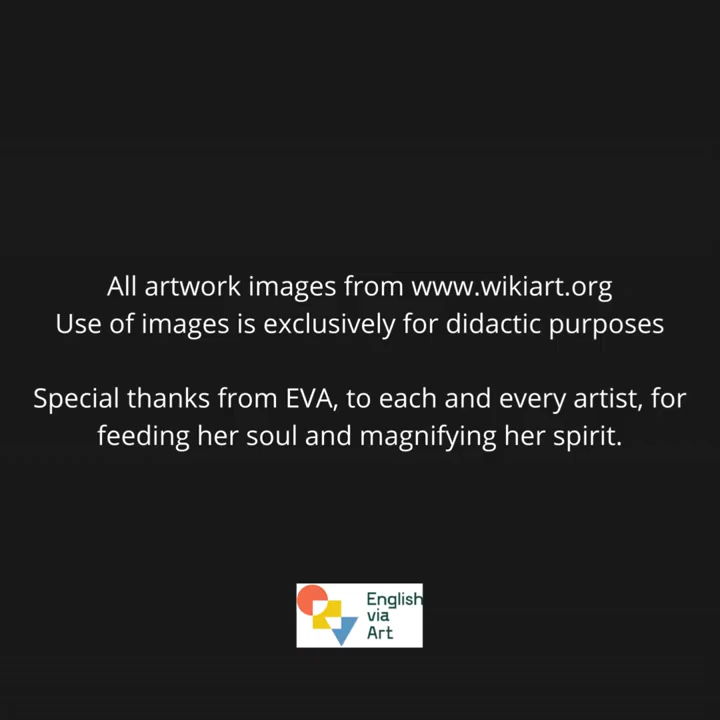 All artwork images from www.wikiart.org
Use of images is exclusively for didactic purposes
Special thanks from EVA, to each and every artist, for
feeding her soul and magnifying her spirit.
English
via
Art